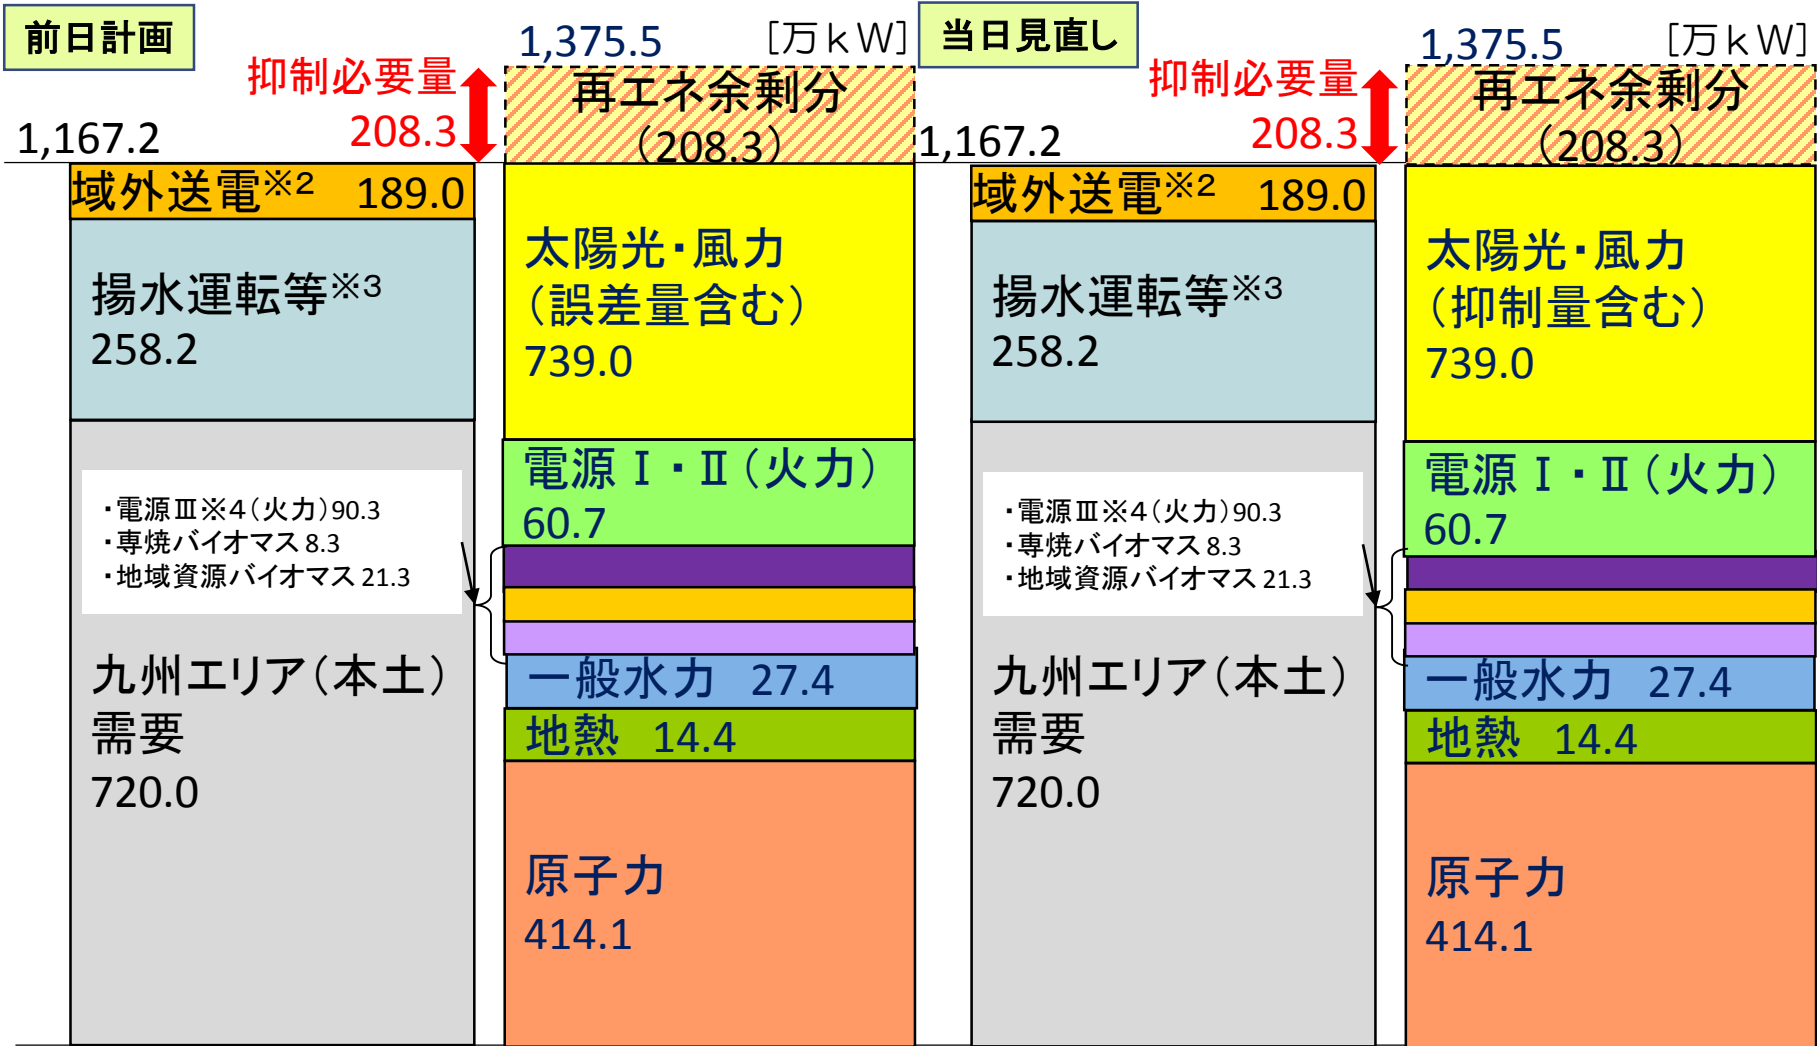 前日計画
1,375.5
[万kW]
抑制必要量
208.3
再エネ余剰分
(208.3)
1,167.2
域外送電※2 189.0
揚水運転等※3
258.2
太陽光・風力
(誤差量含む)
739.0
電源Ⅰ・Ⅱ(火力)
60.7
・電源Ⅲ※4(火力)90.3
・専焼バイオマス 8.3
・地域資源バイオマス 21.3
九州エリア(本土)
需要
720.0
一般水力 27.4
地熱 14.4
原子力
414.1
当日見直し
1,375.5
[万kW]
抑制必要量
208.3
再エネ余剰分
(208.3)
1,167.2
域外送電※2 189.0
揚水運転等※3
258.2
太陽光・風力
(抑制量含む)
739.0
電源Ⅰ・Ⅱ(火力)
60.7
・電源Ⅲ※4(火力)90.3
・専焼バイオマス 8.3
・地域資源バイオマス 21.3
九州エリア(本土)
需要
720.0
一般水力 27.4
地熱 14.4
原子力
414.1